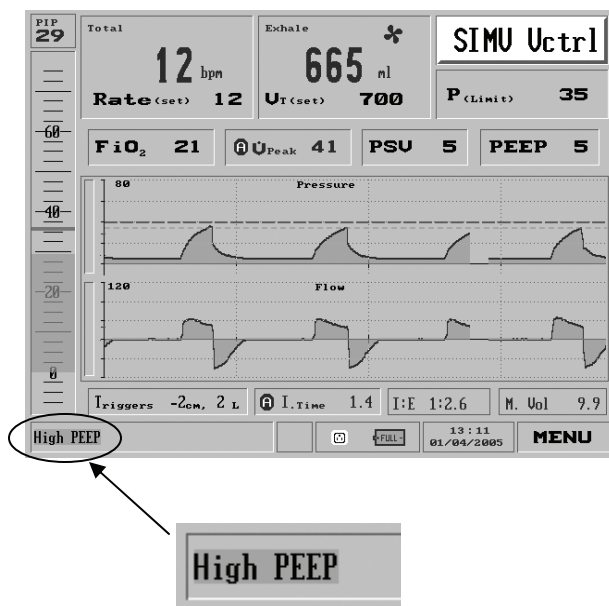 PIP
29
Total
12 bpm
Rate(set) 12
Exhale
665 ml
VT(set) 700
SIMV Vctrl
P(Limit) 35
FiO2 21
A V̇Peak 41
PSV 5
PEEP 5
60
40
20
0
80 Pressure
120 Flow
Triggers -2cm, 2 L
A I.Time 1.4
I:E 1:2.6
M. Vol 9.9
High PEEP
FULL
13:11
01/04/2005
MENU
High PEEP